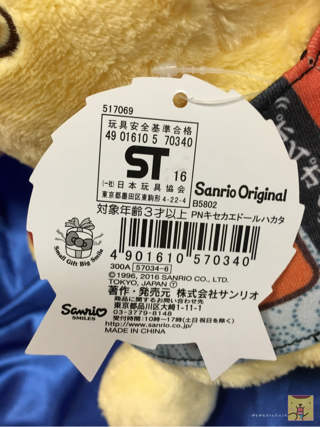 517069
玩具安全基準合格
49 01610 5 70340
ST 16
(一社)日本玩具協会
東京都墨田区東駒形4-22-4
Sanrio Original
B5802
対象年齢3才以上 PNキセカエドールハカタ
Small Gift Big Smile
4 901610 570340
300A 57034-6
©1996, 2016 SANRIO CO., LTD.
TOKYO, JAPAN Ⓣ
著作・発売元 株式会社サンリオ
商品に関するお問い合わせ先
東京都品川区大崎1-11-1
03-3779-8148
受付時間:10時〜17時(土日祝日を除く)
http://www.sanrio.co.jp/
MADE IN CHINA
Sanrio
SMILES